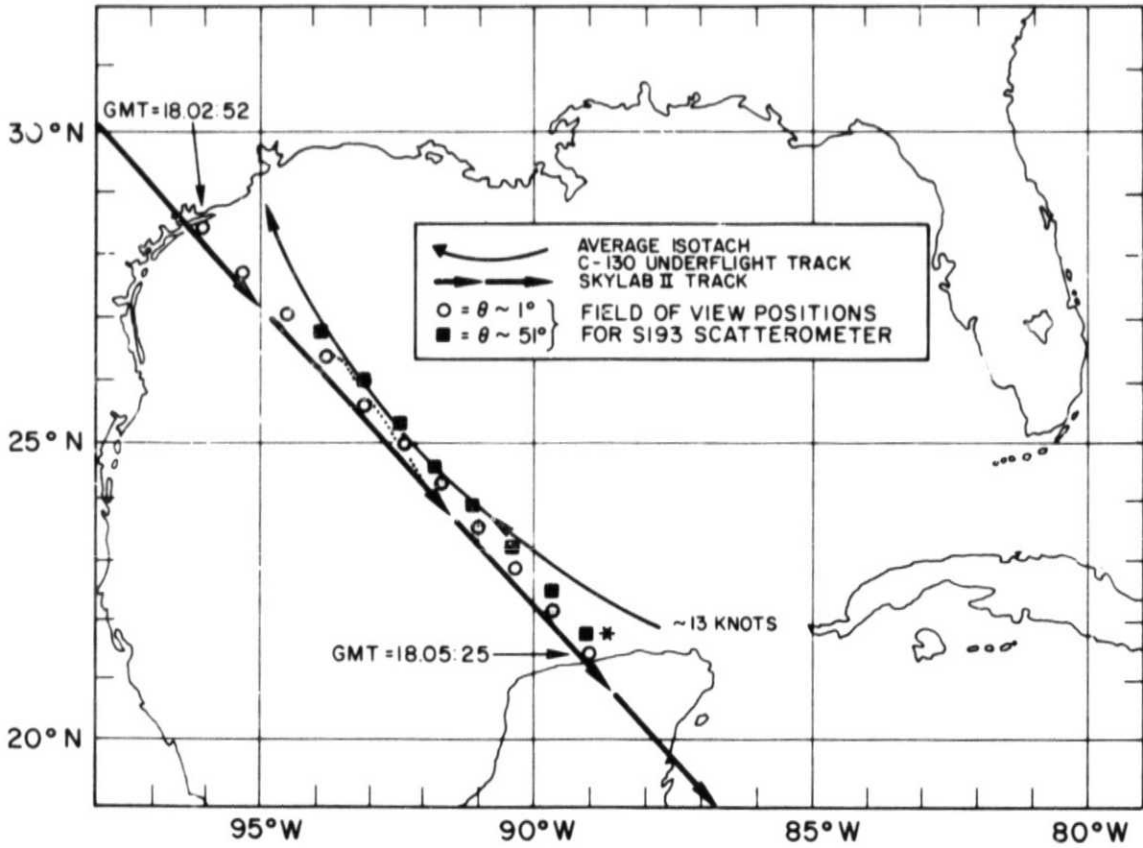 GMT=18.02:52
30°N
AVERAGE ISOTACH
C-130 UNDERFLIGHT TRACK
SKYLAB II TRACK
= θ ~ 1°
= θ ~ 51°
FIELD OF VIEW POSITIONS
FOR S193 SCATTEROMETER
25°N
~13 KNOTS
*
GMT=18.05:25
20°N
95°W
90°W
85°W
80°W